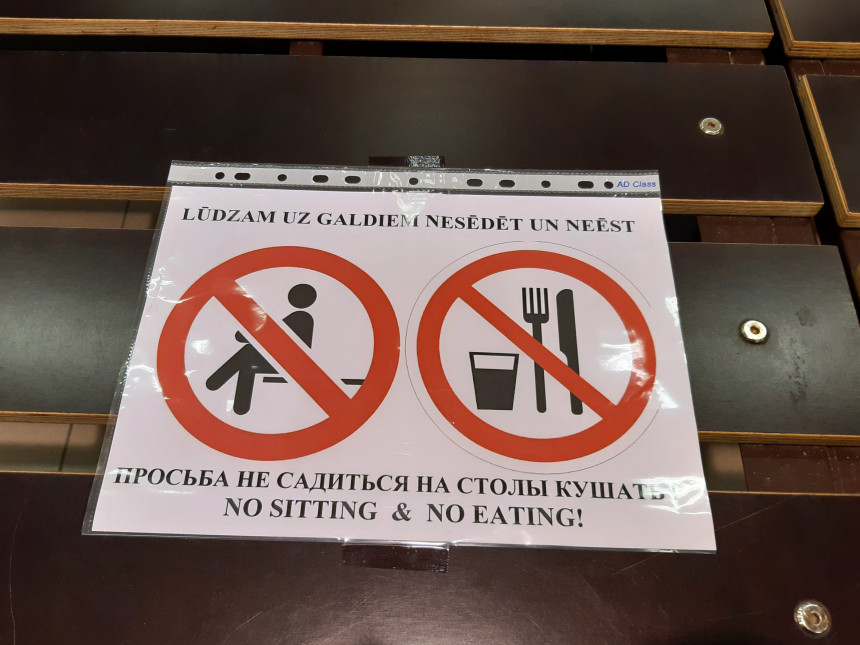 AD Class
LŪDZAM UZ GALDIEM NESĒDĒT UN NEĒST
ПРОСЬБА НЕ САДИТЬСЯ НА СТОЛЫ КУШАТЬ
NO SITTING & NO EATING!